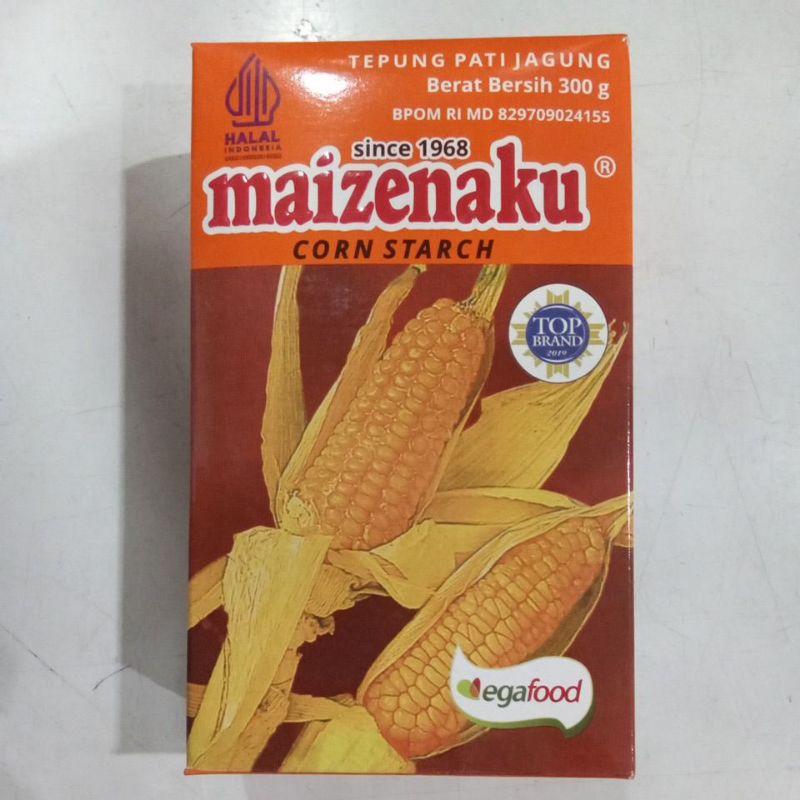 TEPUNG PATI JAGUNG
Berat Bersih 300 g
BPOM RI MD 829709024155
HALAL
INDONESIA
since 1968
maizenaku ®
CORN STARCH
TOP
BRAND
2019
egafood